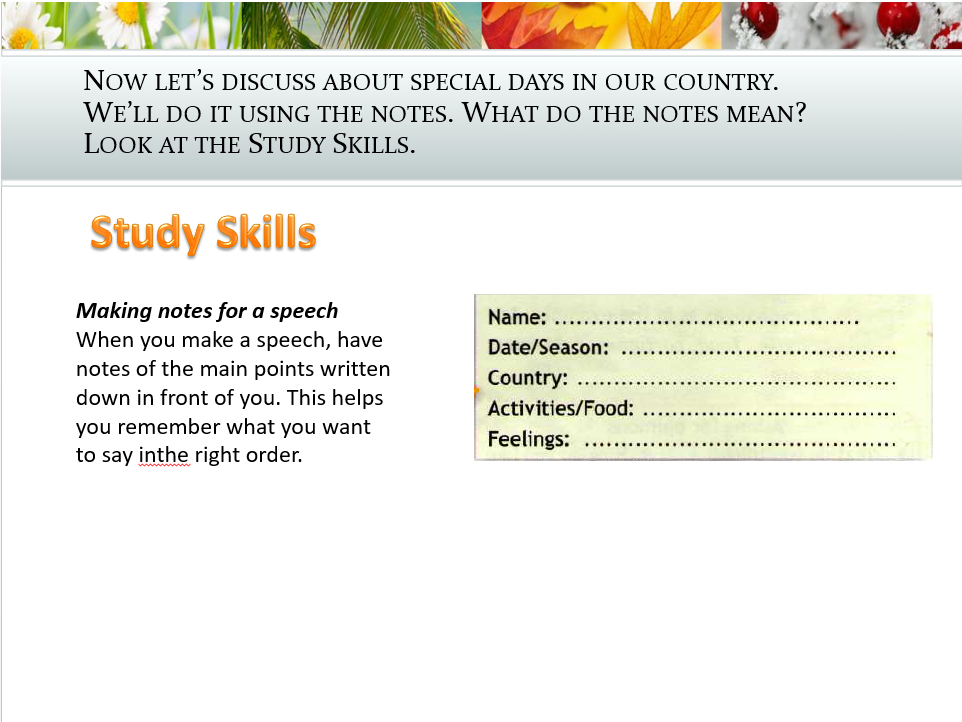 Now let's discuss about special days in our country.
We'll do it using the notes. What do the notes mean?
Look at the Study Skills.
Study Skills
Making notes for a speech
When you make a speech, have
notes of the main points written
down in front of you. This helps
you remember what you want
to say inthe right order.
Name: ..........................................
Date/Season: ......................................
Country: ............................................
Activities/Food: ...................................
Feelings: ...........................................